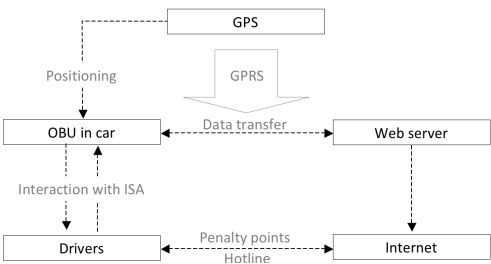 GPS
Positioning
GPRS
OBU in car
Data transfer
Web server
Interaction with ISA
Drivers
Penalty points
Hotline
Internet